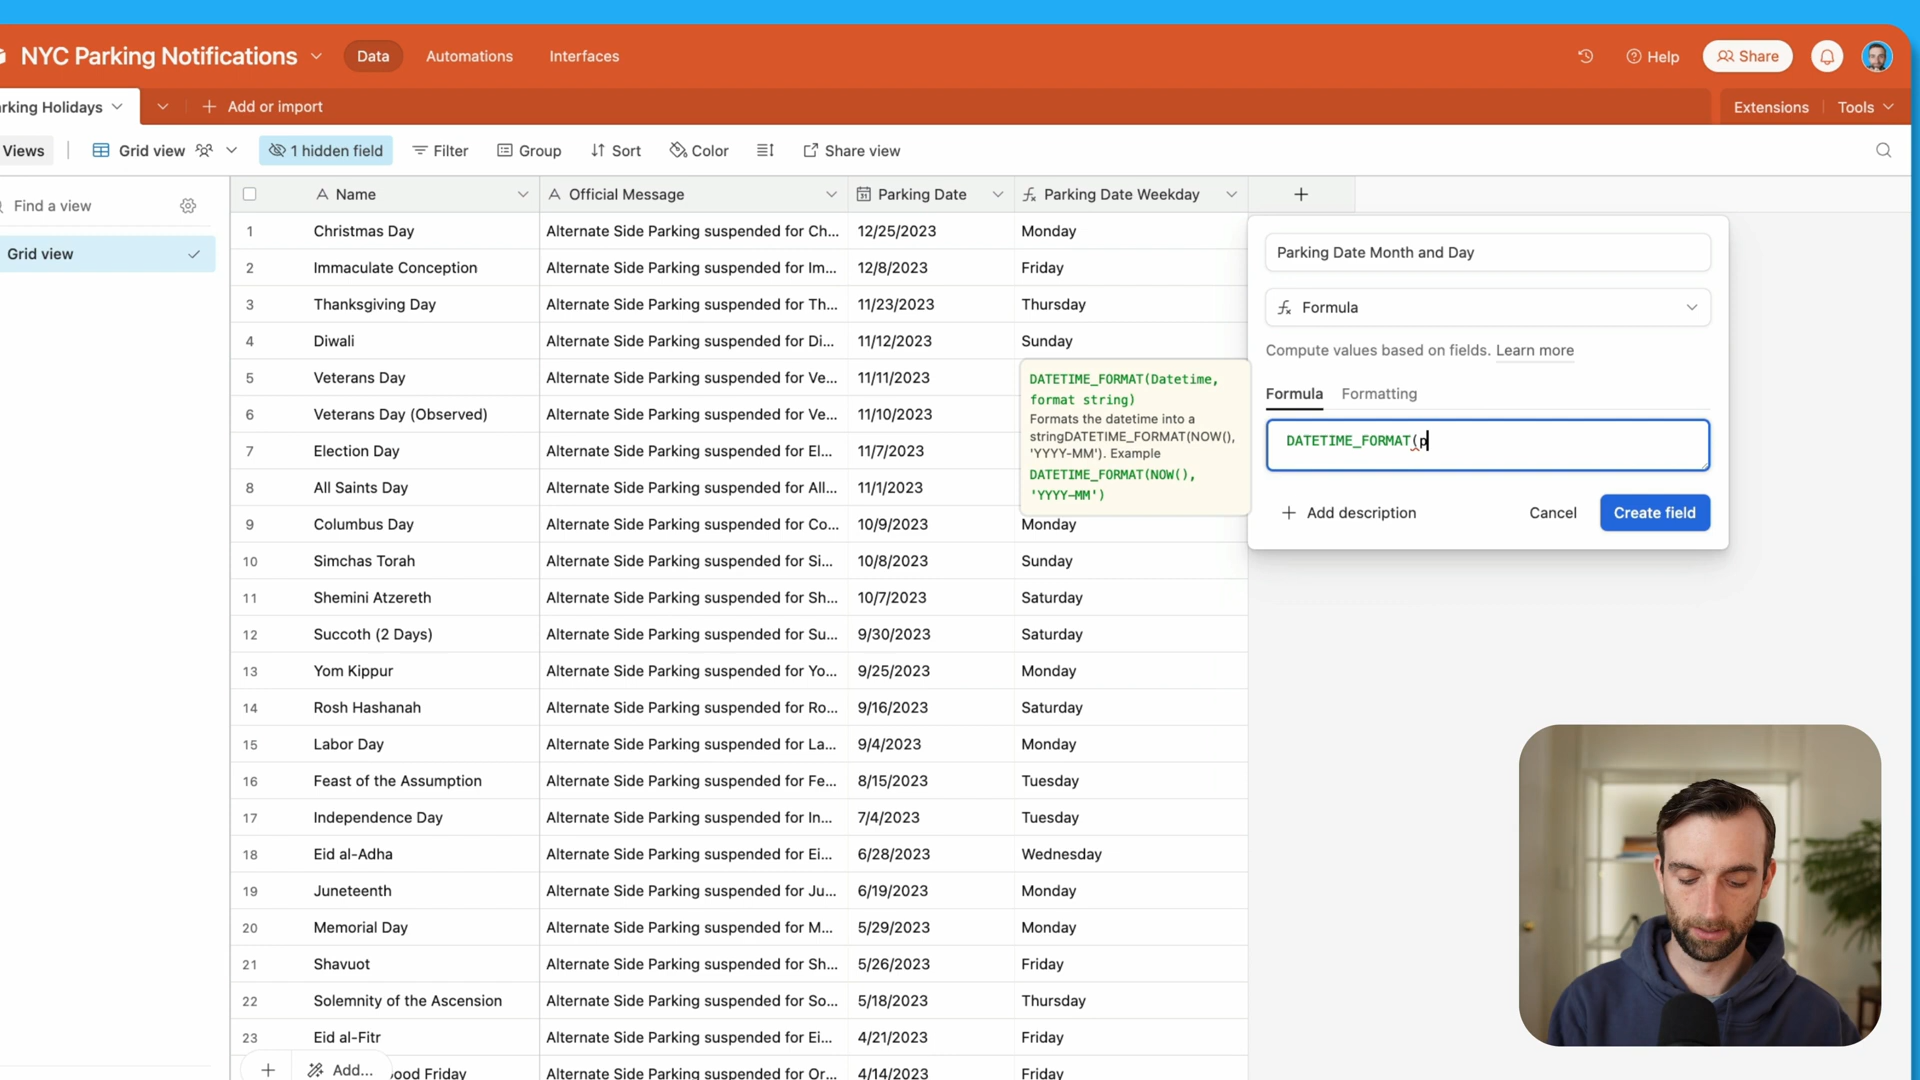 NYC Parking Notifications
Data
Automations
Interfaces
Help
Share
rking Holidays
Add or import
Extensions
Tools
Views
Grid view
1 hidden field
Filter
Group
Sort
Color
Share view
Find a view
Grid view
Name Official Message Parking Date Parking Date Weekday
1 Christmas Day Alternate Side Parking suspended for Ch... 12/25/2023 Monday
2 Immaculate Conception Alternate Side Parking suspended for Im... 12/8/2023 Friday
3 Thanksgiving Day Alternate Side Parking suspended for Th... 11/23/2023 Thursday
4 Diwali Alternate Side Parking suspended for Di... 11/12/2023 Sunday
5 Veterans Day Alternate Side Parking suspended for Ve... 11/11/2023
6 Veterans Day (Observed) Alternate Side Parking suspended for Ve... 11/10/2023
7 Election Day Alternate Side Parking suspended for El... 11/7/2023
8 All Saints Day Alternate Side Parking suspended for All... 11/1/2023
9 Columbus Day Alternate Side Parking suspended for Co... 10/9/2023 Monday
10 Simchas Torah Alternate Side Parking suspended for Si... 10/8/2023 Sunday
11 Shemini Atzereth Alternate Side Parking suspended for Sh... 10/7/2023 Saturday
12 Succoth (2 Days) Alternate Side Parking suspended for Su... 9/30/2023 Saturday
13 Yom Kippur Alternate Side Parking suspended for Yo... 9/25/2023 Monday
14 Rosh Hashanah Alternate Side Parking suspended for Ro... 9/16/2023 Saturday
15 Labor Day Alternate Side Parking suspended for La... 9/4/2023 Monday
16 Feast of the Assumption Alternate Side Parking suspended for Fe... 8/15/2023 Tuesday
17 Independence Day Alternate Side Parking suspended for In... 7/4/2023 Tuesday
18 Eid al-Adha Alternate Side Parking suspended for Ei... 6/28/2023 Wednesday
19 Juneteenth Alternate Side Parking suspended for Ju... 6/19/2023 Monday
20 Memorial Day Alternate Side Parking suspended for M... 5/29/2023 Monday
21 Shavuot Alternate Side Parking suspended for Sh... 5/26/2023 Friday
22 Solemnity of the Ascension Alternate Side Parking suspended for So... 5/18/2023 Thursday
23 Eid al-Fitr Alternate Side Parking suspended for Ei... 4/21/2023 Friday
ood Friday Alternate Side Parking suspended for Or... 4/14/2023 Friday
Add...
DATETIME_FORMAT(Datetime,
format string)
Formats the datetime into a
stringDATETIME_FORMAT(NOW(),
'YYYY-MM'). Example
DATETIME_FORMAT(NOW(),
'YYYY-MM')
Parking Date Month and Day
Formula
Compute values based on fields. Learn more
Formula Formatting
DATETIME_FORMAT(p
Add description
Cancel
Create field